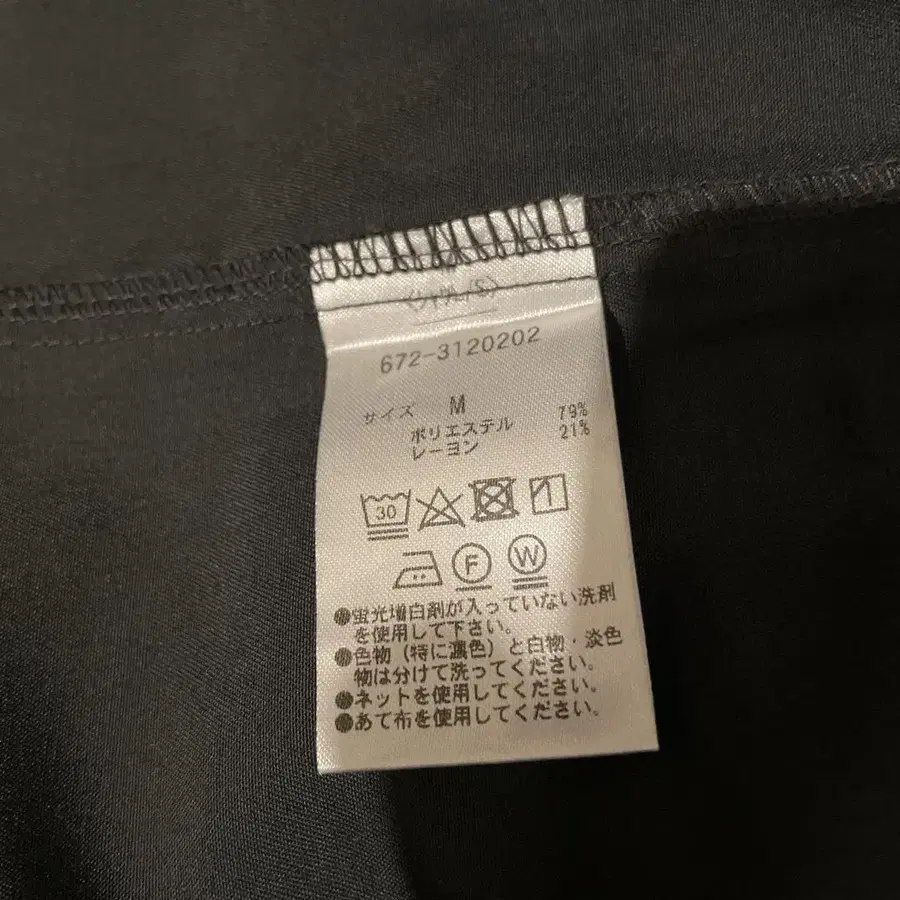 672-3120202
サイズ M
ポリエステル 79%
レーヨン 21%
30
F W
●蛍光増白剤が入っていない洗剤
を使用して下さい。
●色物(特に濃色)と白物・淡色
物は分けて洗ってください。
●ネットを使用してください。
●あて布を使用してください。